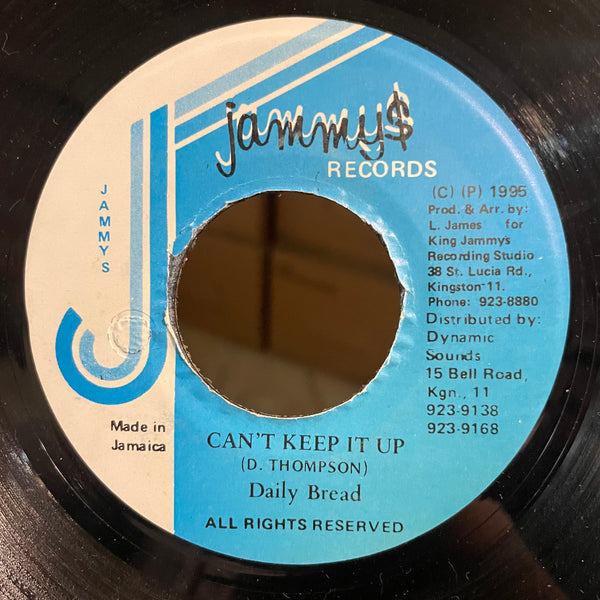 jammy$
RECORDS
JAMMYS
(C) (P) 1995
Prod. & Arr. by:
L. James for
King Jammys
Recording Studio
38 St. Lucia Rd.,
Kingston-11.
Phone: 923-8880
Distributed by:
Dynamic
Sounds
15 Bell Road,
Kgn., 11
923-9138
923-9168
Made in
Jamaica
CAN'T KEEP IT UP
(D. THOMPSON)
Daily Bread
ALL RIGHTS RESERVED